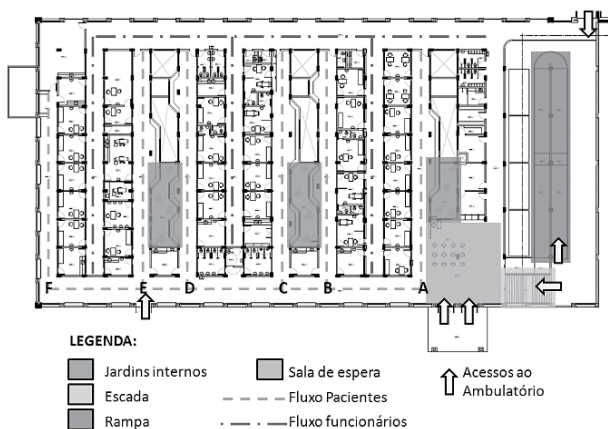 F E D C B A
LEGENDA:
Jardins internos
Sala de espera
Escada
Fluxo Pacientes
Rampa
Fluxo funcionários
Acessos ao
Ambulatório